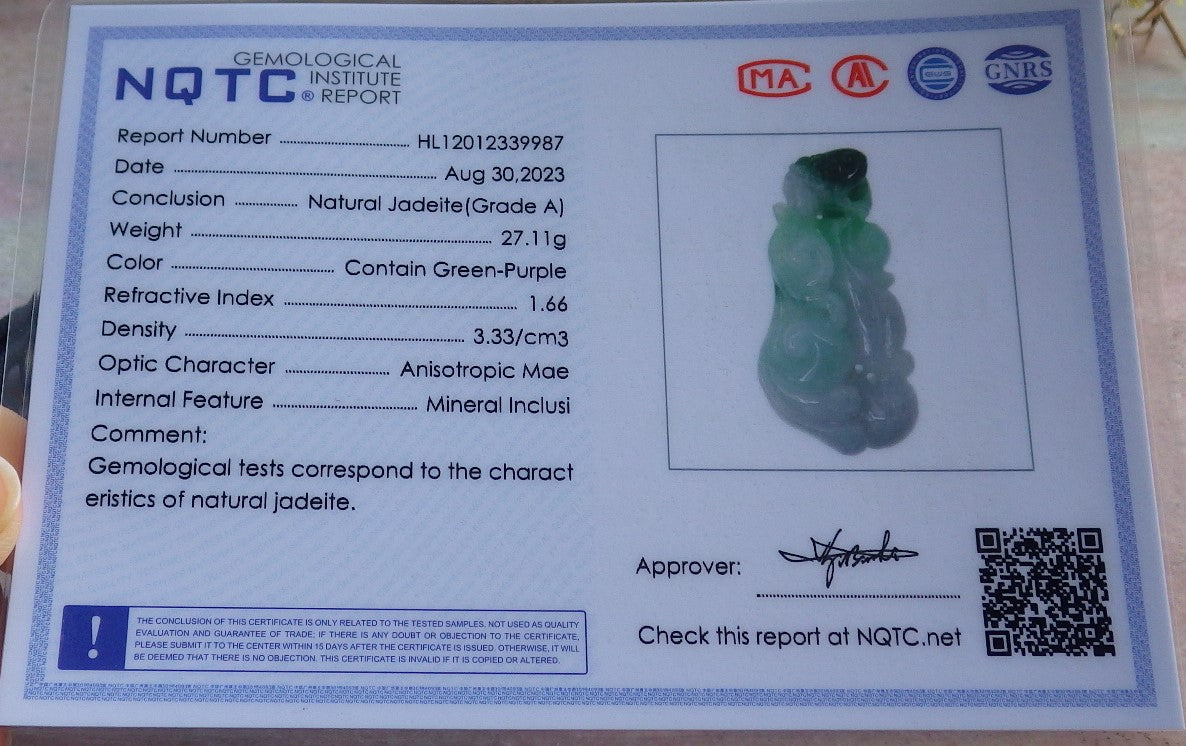 GEMOLOGICAL
NQTC® INSTITUTE
REPORT
MA
GNRS
Report Number HL12012339987
Date Aug 30,2023
Conclusion Natural Jadeite(Grade A)
Weight 27.11g
Color Contain Green-Purple
Refractive Index 1.66
Density 3.33/cm3
Optic Character Anisotropic Mae
Internal Feature Mineral Inclusi
Comment:
Gemological tests correspond to the charact
eristics of natural jadeite.
Approver:
Check this report at NQTC.net
!
THE CONCLUSION OF THIS CERTIFICATE IS ONLY RELATED TO THE TESTED SAMPLES, NOT USED AS QUALITY
EVALUATION AND GUARANTEE OF TRADE; IF THERE IS ANY DOUBT OR OBJECTION TO THE CERTIFICATE,
PLEASE SUBMIT IT TO THE CENTER WITHIN 15 DAYS AFTER THE CERTIFICATE IS ISSUED. OTHERWISE, IT WILL
BE DEEMED THAT THERE IS NO OBJECTION. THIS CERTIFICATE IS INVALID IF IT IS COPIED OR ALTERED.